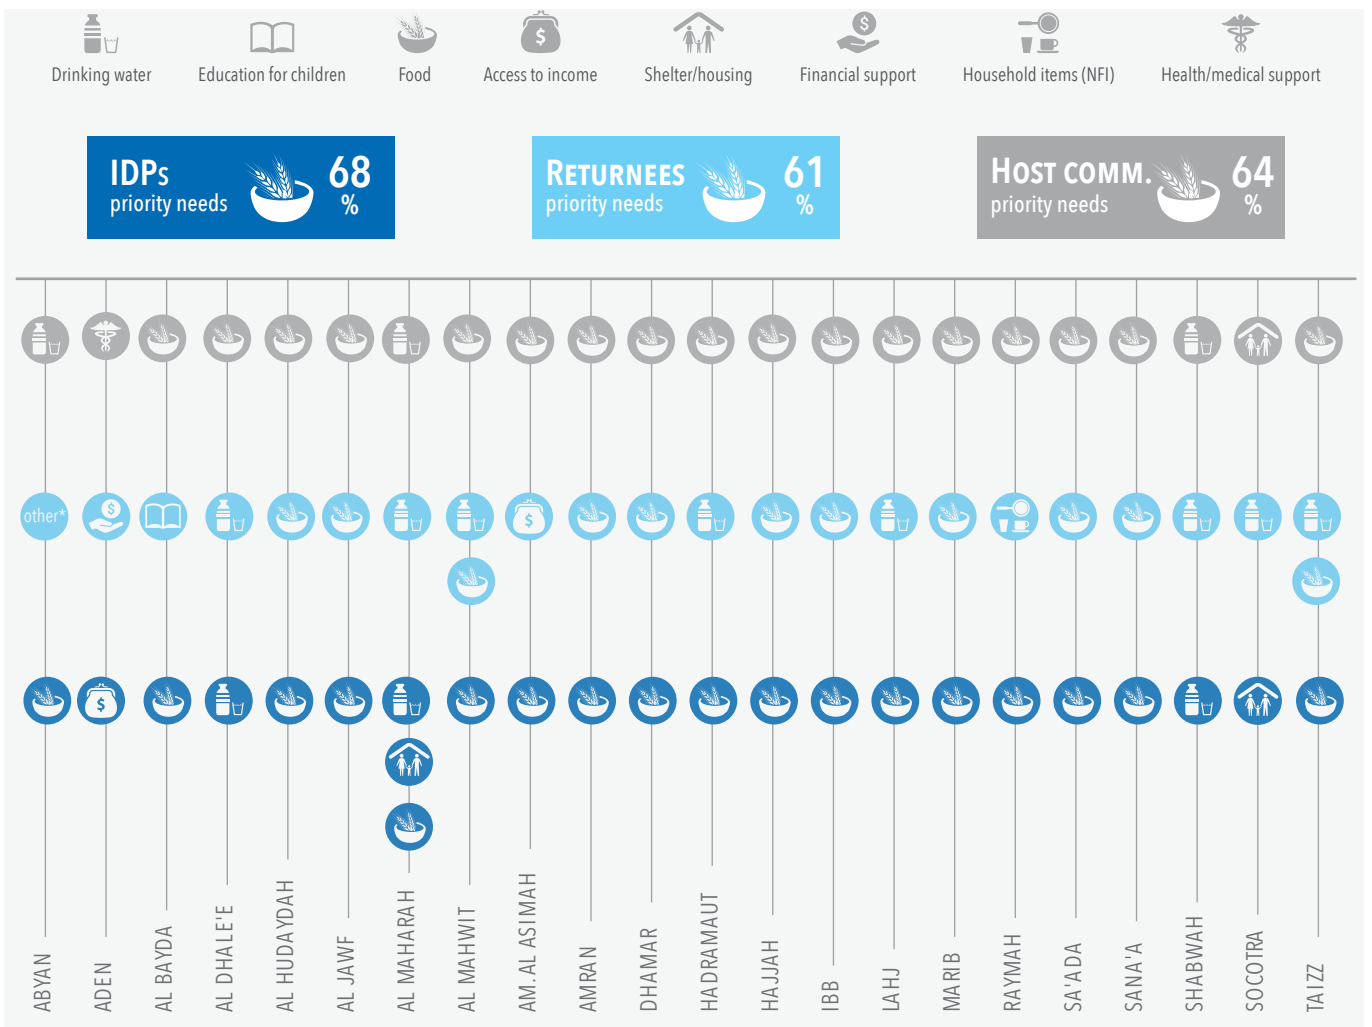 Drinking water
Education for children
Food
Access to income
Shelter/housing
Financial support
Household items (NFI)
Health/medical support
$
$
IDPs
priority needs
68
%
RETURNEES
priority needs
61
%
HOST COMM.
priority needs
64
%
other*
$
$
$
ABYAN
ADEN
AL BAYDA
AL DHALE'E
AL HUDAYDAH
AL JAWF
AL MAHARAH
AL MAHWIT
AM. AL ASIMAH
AMRAN
DHAMAR
HADRAMAUT
HAJJAH
IBB
LAHJ
MARIB
RAYMAH
SA'ADA
SANA'A
SHABWAH
SOCOTRA
TAIZZ